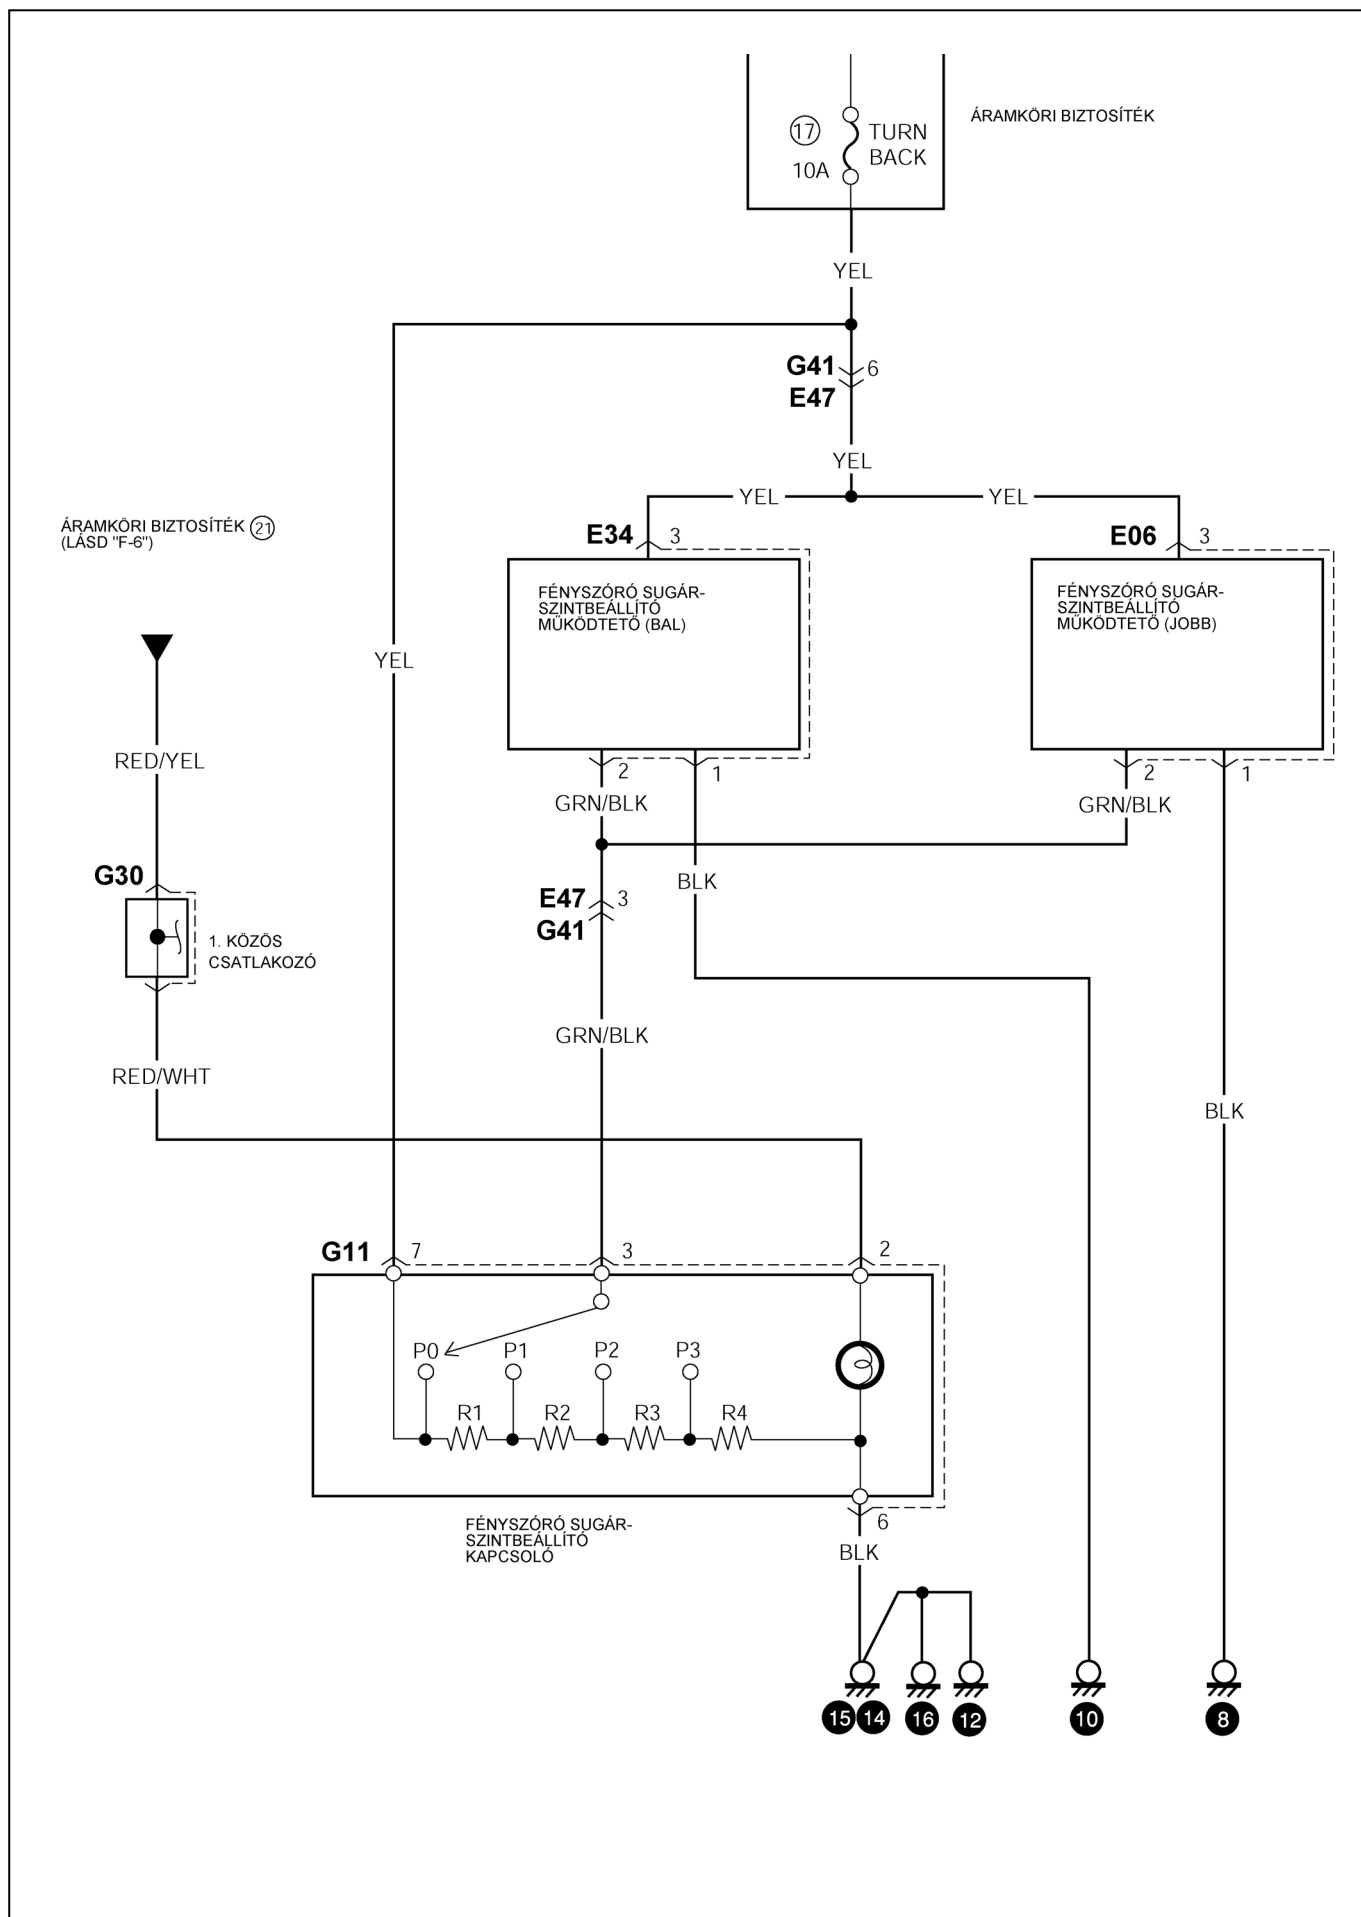 ÁRAMKÖRI BIZTOSÍTÉK
17
TURN
BACK
10A
YEL
G41
6
E47
YEL
YEL
YEL
ÁRAMKÖRI BIZTOSÍTÉK 21
(LÁSD "F-6")
E34
3
E06
3
FÉNYSZÓRÓ SUGÁR-
SZINTBEÁLLÍTÓ
MŰKÖDTETŐ (BAL)
FÉNYSZÓRÓ SUGÁR-
SZINTBEÁLLÍTÓ
MŰKÖDTETŐ (JOBB)
YEL
RED/YEL
2
1
2
1
GRN/BLK
GRN/BLK
G30
BLK
E47
3
G41
1. KÖZÖS
CSATLAKOZÓ
GRN/BLK
RED/WHT
BLK
G11
7
3
2
P0
P1
P2
P3
R1
R2
R3
R4
6
FÉNYSZÓRÓ SUGÁR-
SZINTBEÁLLÍTÓ
KAPCSOLÓ
BLK
15
14
16
12
10
8